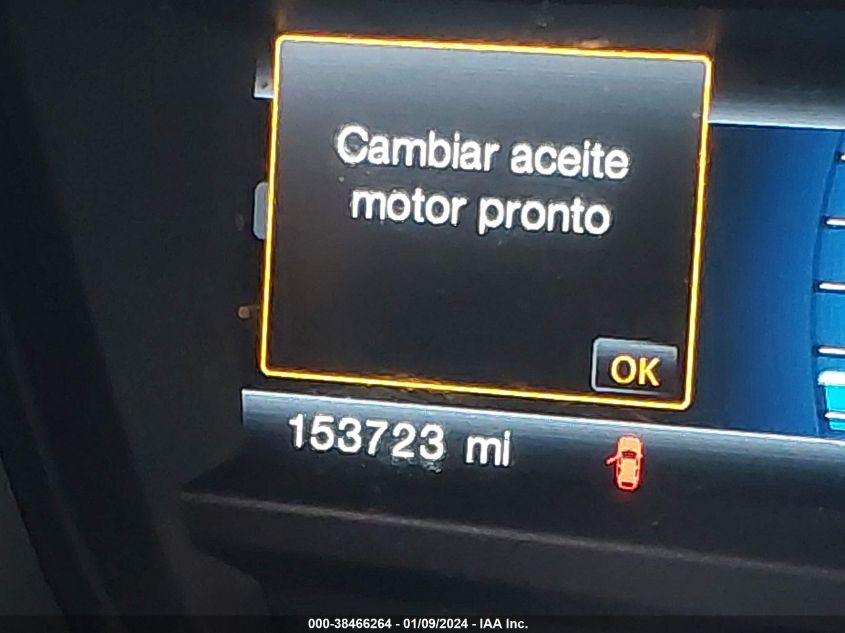 Cambiar aceite
motor pronto
OK
153723 mi
000-38466264 - 01/09/2024 - IAA Inc.